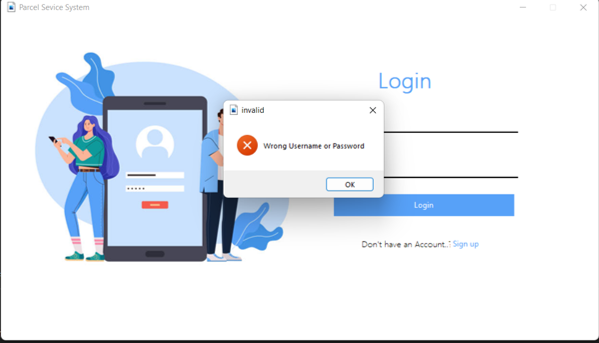 Parcel Sevice System
Login
invalid
Wrong Username or Password
OK
Login
Don't have an Account..? Sign up